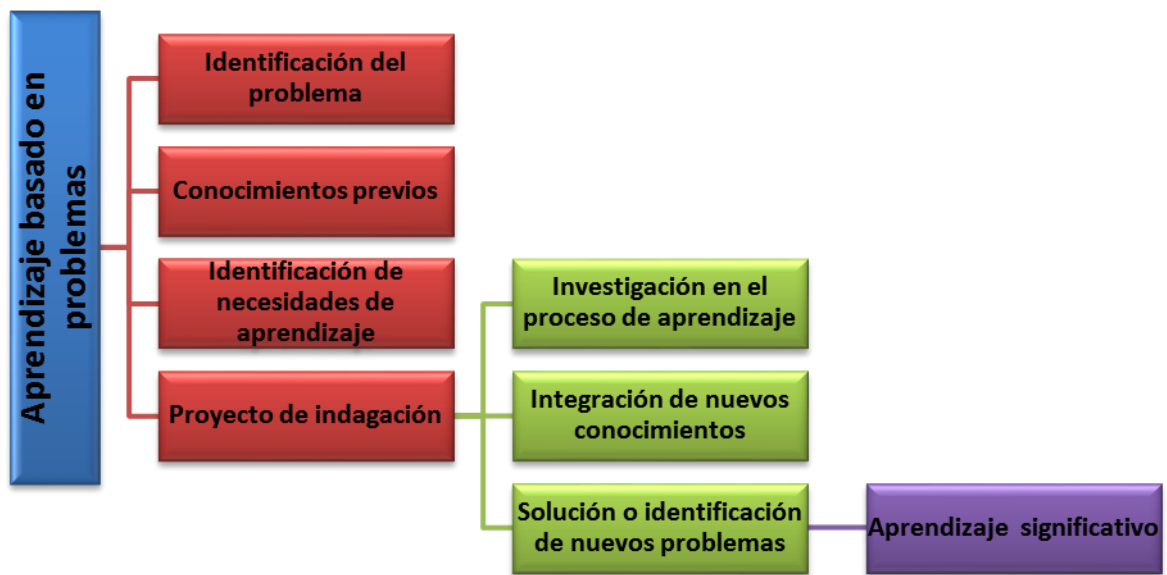 Aprendizaje basado en
problemas
Identificación del
problema
Conocimientos previos
Identificación de
necesidades de
aprendizaje
Proyecto de indagación
Investigación en el
proceso de aprendizaje
Integración de nuevos
conocimientos
Solución o identificación
de nuevos problemas
Aprendizaje significativo